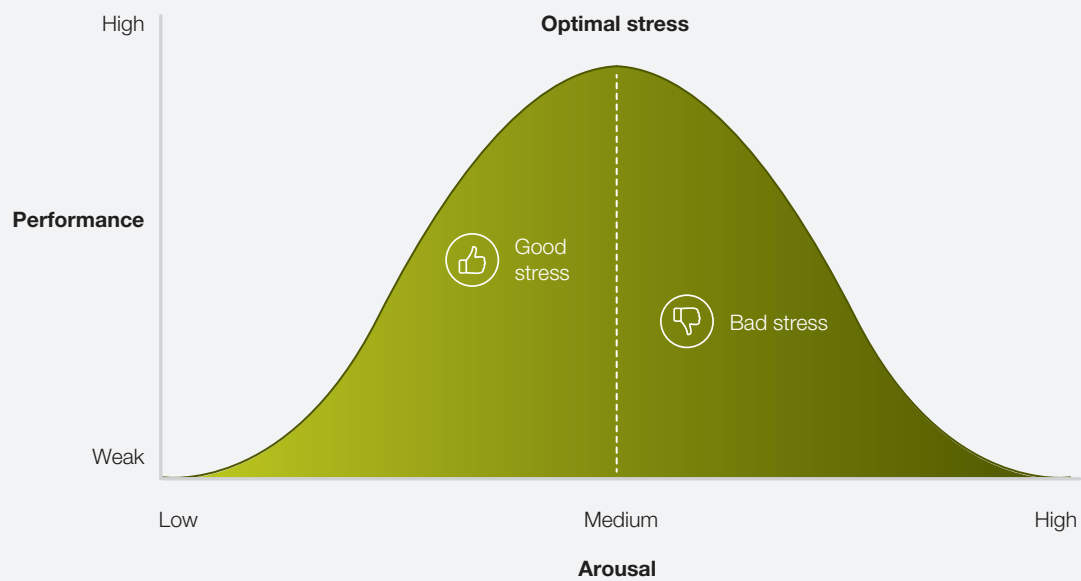 High
Optimal stress
Performance
Good
stress
Bad stress
Weak
Low
Medium
High
Arousal